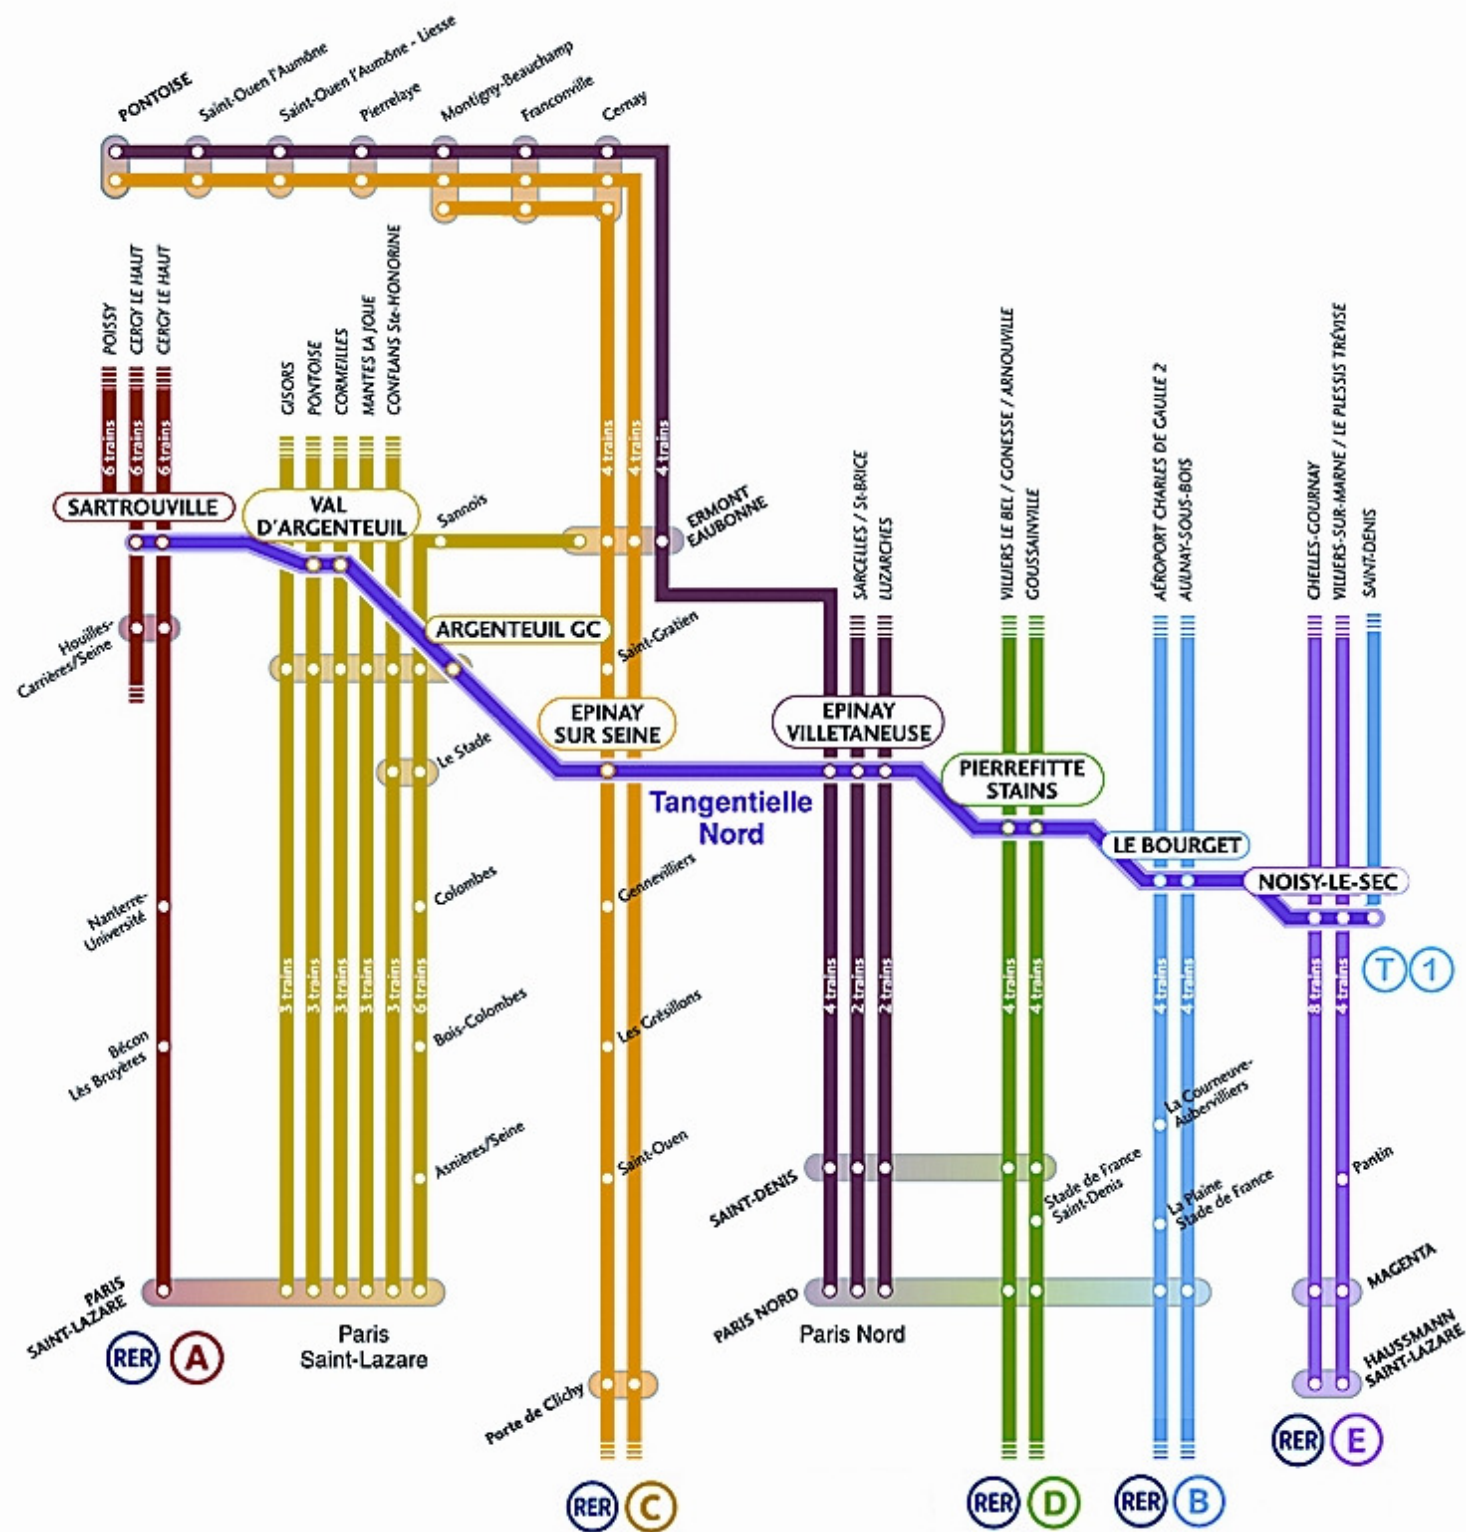 PONTOISE
Saint-Ouen l'Aumône
Saint-Ouen l'Aumône - Liesse
Pierrelaye
Montigny-Beauchamp
Franconville
Cernay
POISSY
CERGY LE HAUT
CERGY LE HAUT
6 trains
6 trains
6 trains
GISORS
PONTOISE
CORMEILLES
MANTES LA JOLIE
CONFLANS Ste-HONORINE
4 trains
4 trains
4 trains
SARTROUVILLE
VAL
D'ARGENTEUIL
Sannois
ERMONT
EAUBONNE
SARCELLES / St-BRICE
LUZARCHES
VILLIERS LE BEL / GONESSE / ARNOUVILLE
GOUSSAINVILLE
AÉROPORT CHARLES DE GAULLE 2
AULNAY-SOUS-BOIS
CHELLES-GOURNAY
VILLIERS-SUR-MARNE / LE PLESSIS TRÉVISE
SAINT-DENIS
Houilles-
Carrières/Seine
ARGENTEUIL GC
Saint-Gratien
EPINAY
SUR SEINE
EPINAY
VILLETANEUSE
Le Stade
PIERREFITTE
STAINS
Tangentielle
Nord
LE BOURGET
NOISY-LE-SEC
Nanterre-
Université
Colombes
Gennevilliers
T 1
3 trains
3 trains
3 trains
3 trains
3 trains
6 trains
4 trains
2 trains
2 trains
4 trains
4 trains
4 trains
4 trains
8 trains
4 trains
Bécon
Lès Bruyères
Bois-Colombes
Les Grésillons
La Courneuve-
Aubervilliers
Asnières/Seine
Saint-Ouen
SAINT-DENIS
Stade de France
Saint-Denis
La Plaine
Stade de France
Pantin
PARIS
SAINT-LAZARE
PARIS NORD
MAGENTA
RER A
Paris
Saint-Lazare
Paris Nord
HAUSSMANN
SAINT-LAZARE
Porte de Clichy
RER E
RER C
RER D
RER B